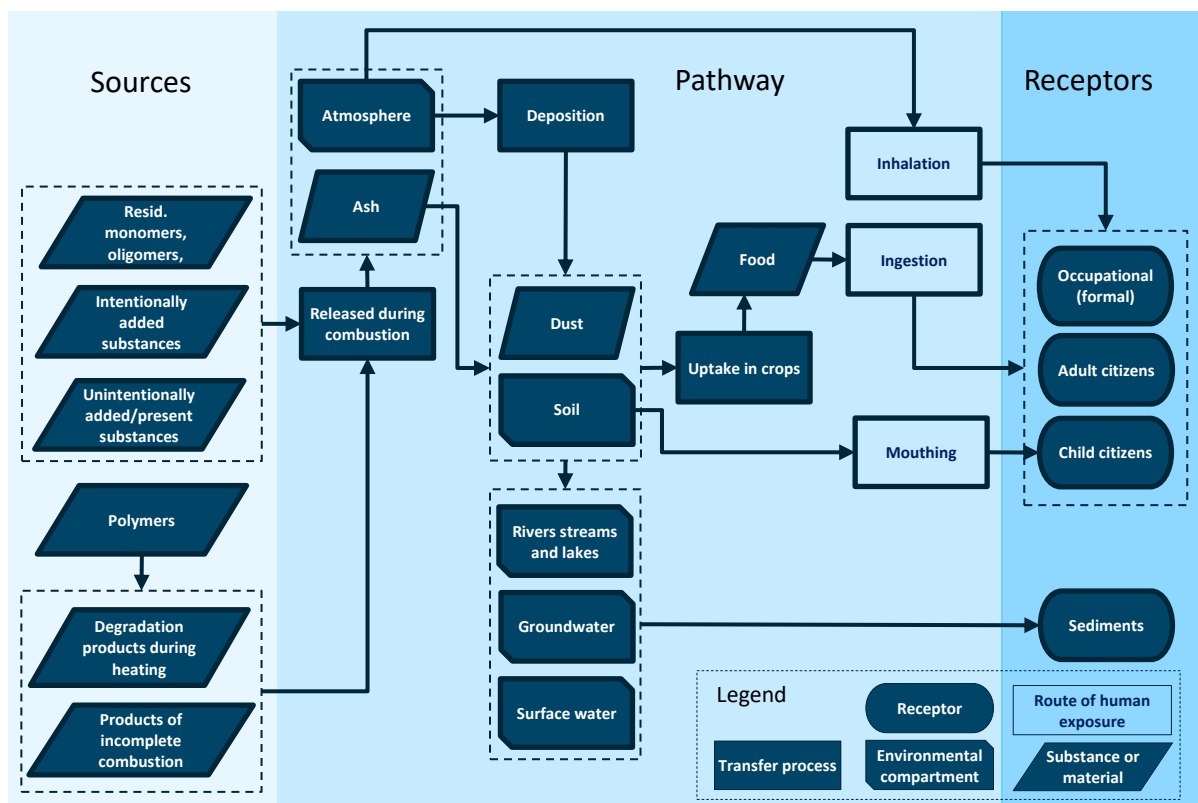 Sources
Pathway
Receptors
Atmosphere
Deposition
Inhalation
Ash
Resid.
monomers,
oligomers,
Food
Ingestion
Occupational
(formal)
Intentionally
added
substances
Released during
combustion
Dust
Uptake in crops
Adult citizens
Unintentionally
added/present
substances
Soil
Mouthing
Child citizens
Polymers
Rivers streams
and lakes
Degradation
products during
heating
Groundwater
Sediments
Products of
incomplete
combustion
Surface water
Legend
Receptor
Route of human
exposure
Transfer process
Environmental
compartment
Substance or
material